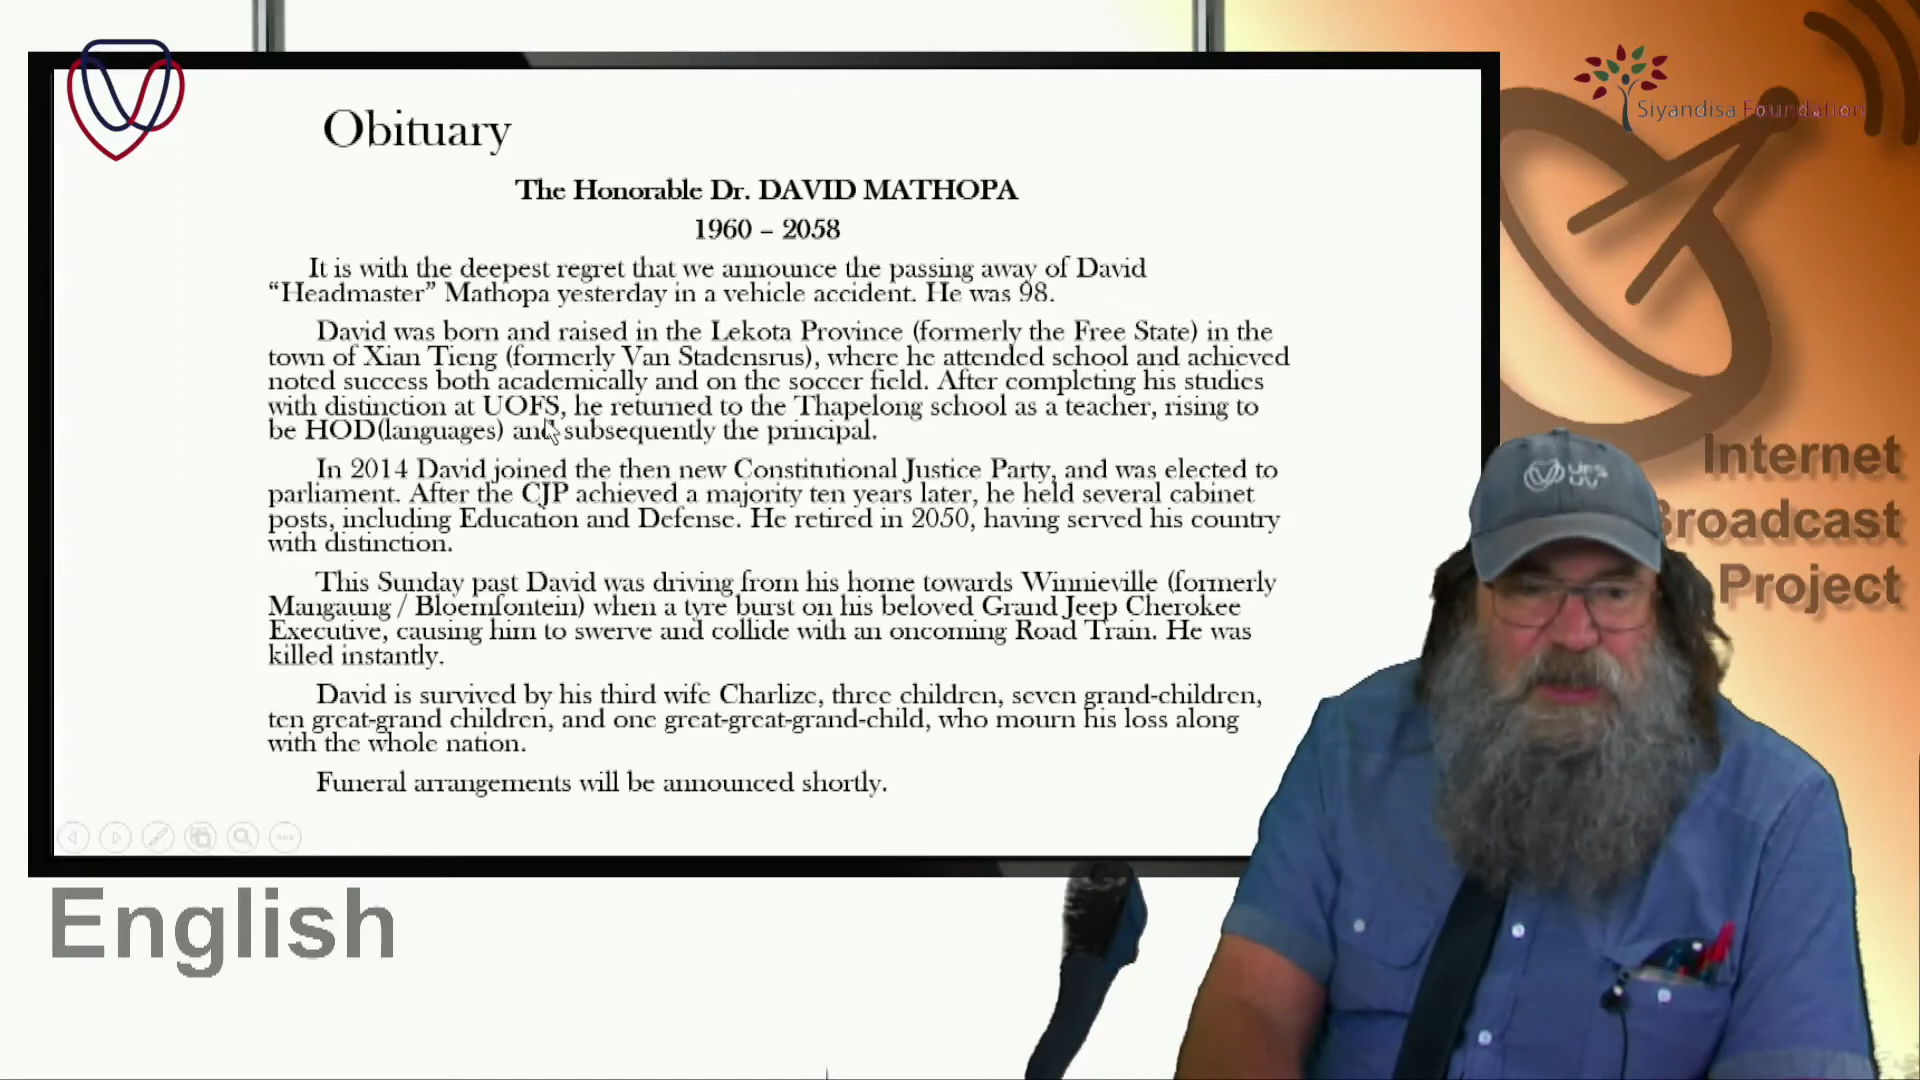 Obituary
The Honorable Dr. DAVID MATHOPA
1960 – 2058
It is with the deepest regret that we announce the passing away of David
“Headmaster” Mathopa yesterday in a vehicle accident. He was 98.
David was born and raised in the Lekota Province (formerly the Free State) in the
town of Xian Tieng (formerly Van Stadensrus), where he attended school and achieved
noted success both academically and on the soccer field. After completing his studies
with distinction at UOFS, he returned to the Thapelong school as a teacher, rising to
be HOD(languages) and subsequently the principal.
In 2014 David joined the then new Constitutional Justice Party, and was elected to
parliament. After the CJP achieved a majority ten years later, he held several cabinet
posts, including Education and Defense. He retired in 2050, having served his country
with distinction.
This Sunday past David was driving from his home towards Winnieville (formerly
Mangaung / Bloemfontein) when a tyre burst on his beloved Grand Jeep Cherokee
Executive, causing him to swerve and collide with an oncoming Road Train. He was
killed instantly.
David is survived by his third wife Charlize, three children, seven grand-children,
ten great-grand children, and one great-great-grand-child, who mourn his loss along
with the whole nation.
Funeral arrangements will be announced shortly.
English
Siyandisa Foundation
Internet
Broadcast
Project
UFS
UV